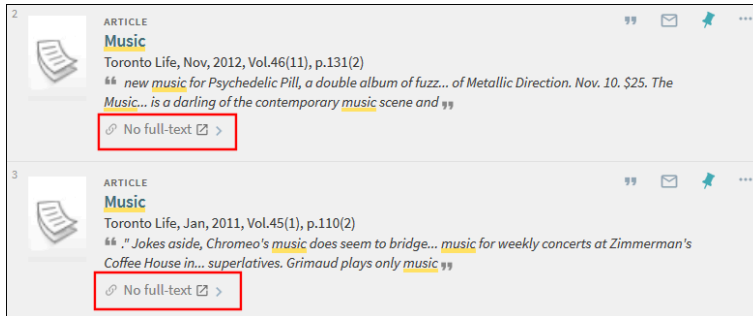 2
ARTICLE
Music
Toronto Life, Nov, 2012, Vol.46(11), p.131(2)
❝ new music for Psychedelic Pill, a double album of fuzz... of Metallic Direction. Nov. 10. $25. The
Music... is a darling of the contemporary music scene and ❞
No full-text
3
ARTICLE
Music
Toronto Life, Jan, 2011, Vol.45(1), p.110(2)
❝ ." Jokes aside, Chromeo's music does seem to bridge... music for weekly concerts at Zimmerman's
Coffee House in... superlatives. Grimaud plays only music ❞
No full-text